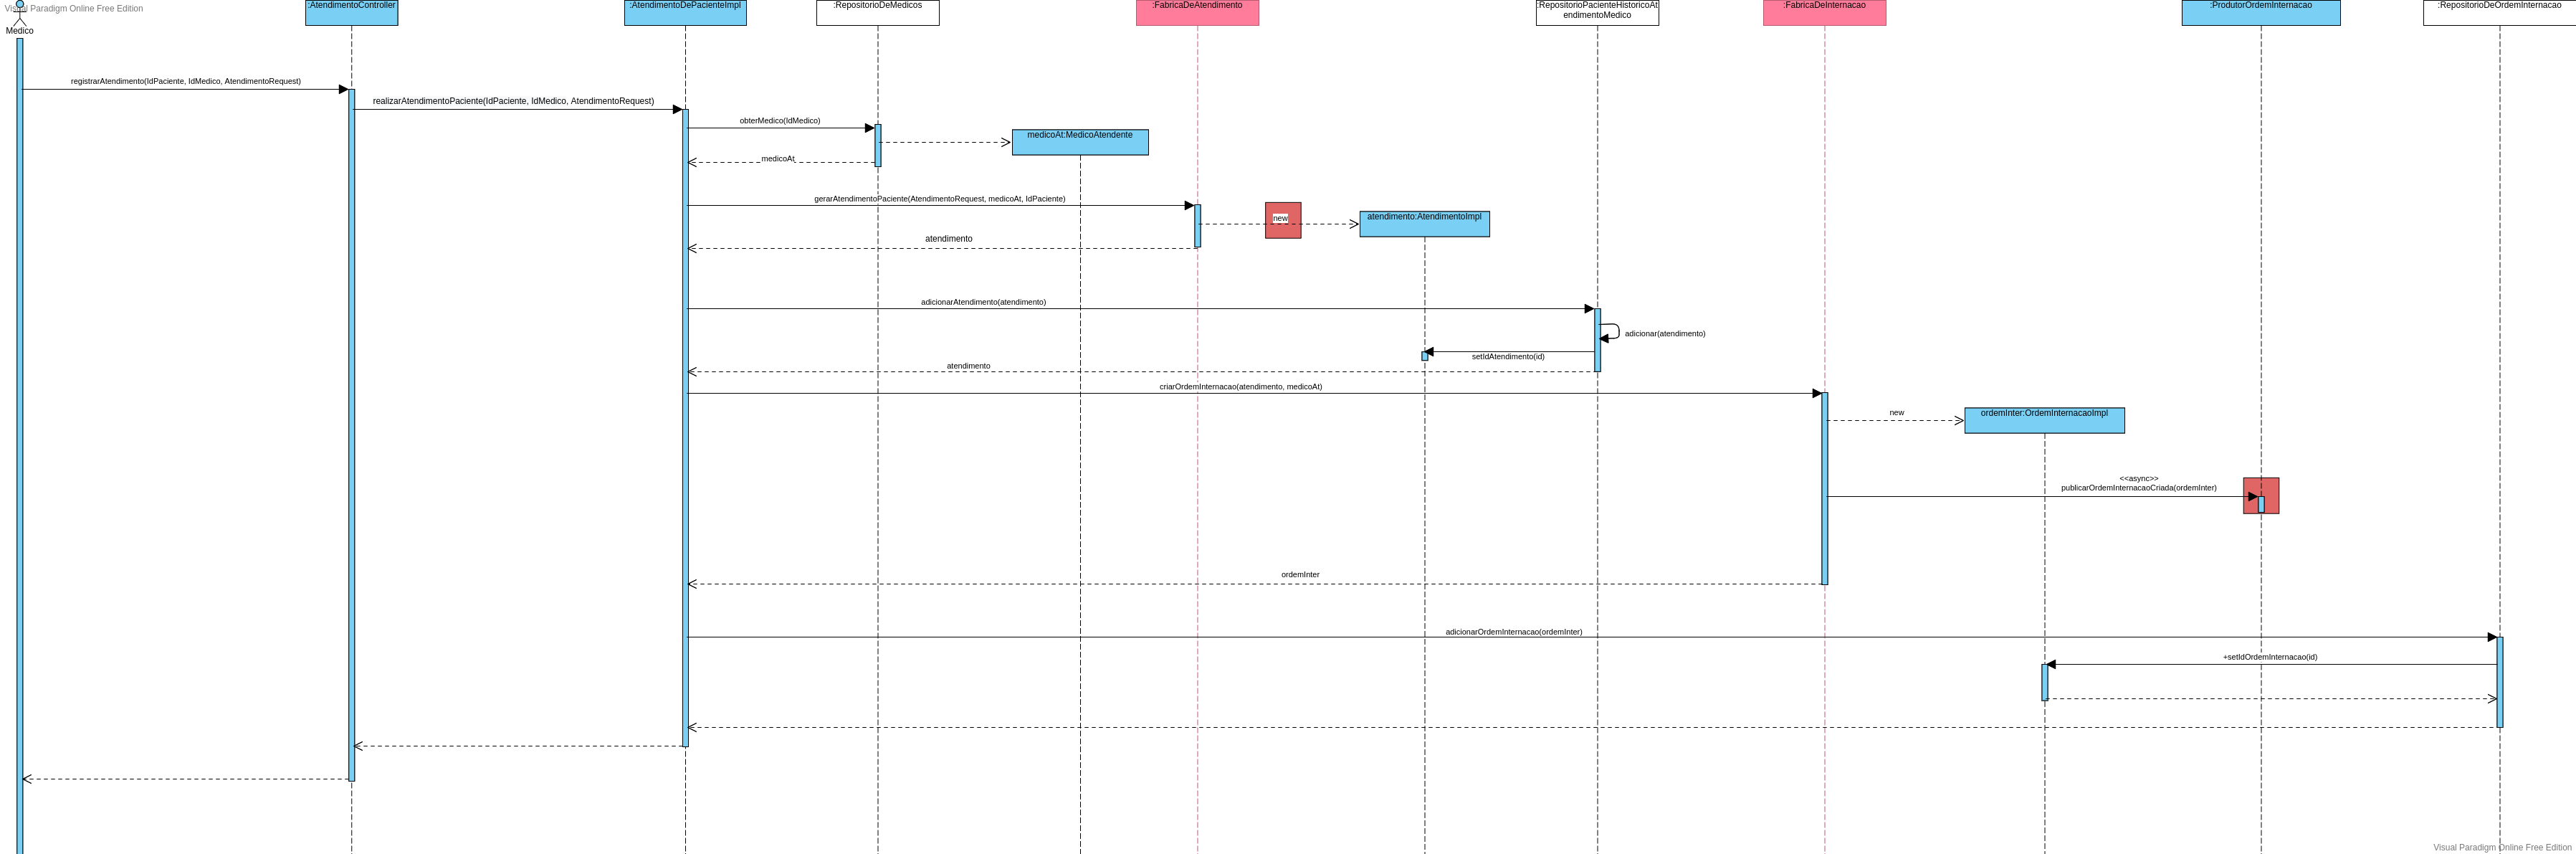 Visual Paradigm Online Free Edition
Medico
:AtendimentoController
:AtendimentoDePacienteImpl
:RepositorioDeMedicos
:FabricaDeAtendimento
:RepositorioPacienteHistoricoAt
endimentoMedico
:FabricaDeInternacao
:ProdutorOrdemInternacao
:RepositorioDeOrdemInternacao
registrarAtendimento(IdPaciente, IdMedico, AtendimentoRequest)
realizarAtendimentoPaciente(IdPaciente, IdMedico, AtendimentoRequest)
obterMedico(IdMedico)
medicoAt:MedicoAtendente
medicoAt
gerarAtendimentoPaciente(AtendimentoRequest, medicoAt, IdPaciente)
new
atendimento:AtendimentoImpl
atendimento
adicionarAtendimento(atendimento)
adicionar(atendimento)
setIdAtendimento(id)
atendimento
criarOrdemInternacao(atendimento, medicoAt)
new
ordemInter:OrdemInternacaoImpl
<<async>>
publicarOrdemInternacaoCriada(ordemInter)
ordemInter
adicionarOrdemInternacao(ordemInter)
+setIdOrdemInternacao(id)
Visual Paradigm Online Free Edition